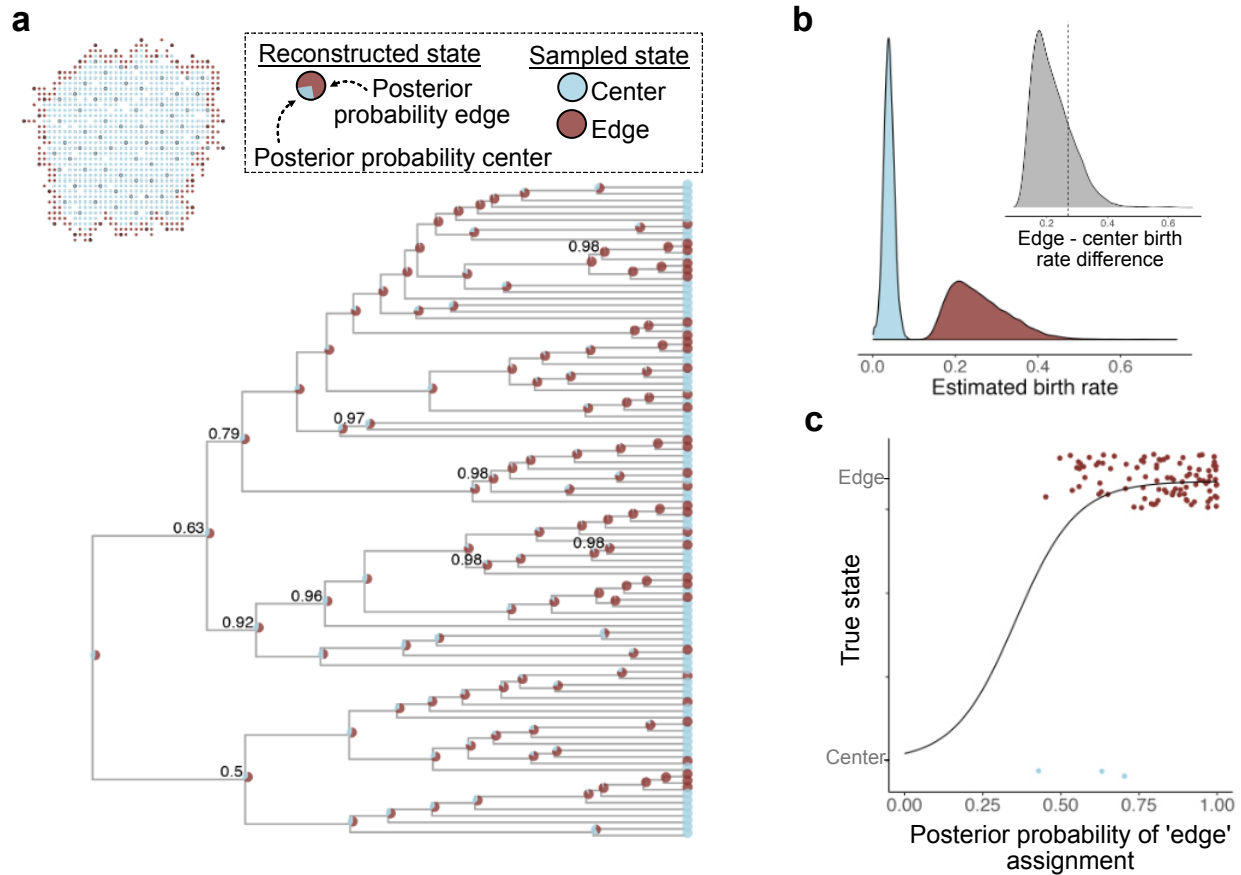 a
Reconstructed state
Posterior
probability edge
Posterior probability center
Sampled state
Center
Edge
0.98
0.97
0.79
0.98
0.63
0.98
0.98
0.96
0.92
0.5
b
0.2 0.4 0.6
Edge - center birth
rate difference
0.0 0.2 0.4 0.6
Estimated birth rate
c
Edge
True state
Center
0.00 0.25 0.50 0.75 1.00
Posterior probability of 'edge'
assignment